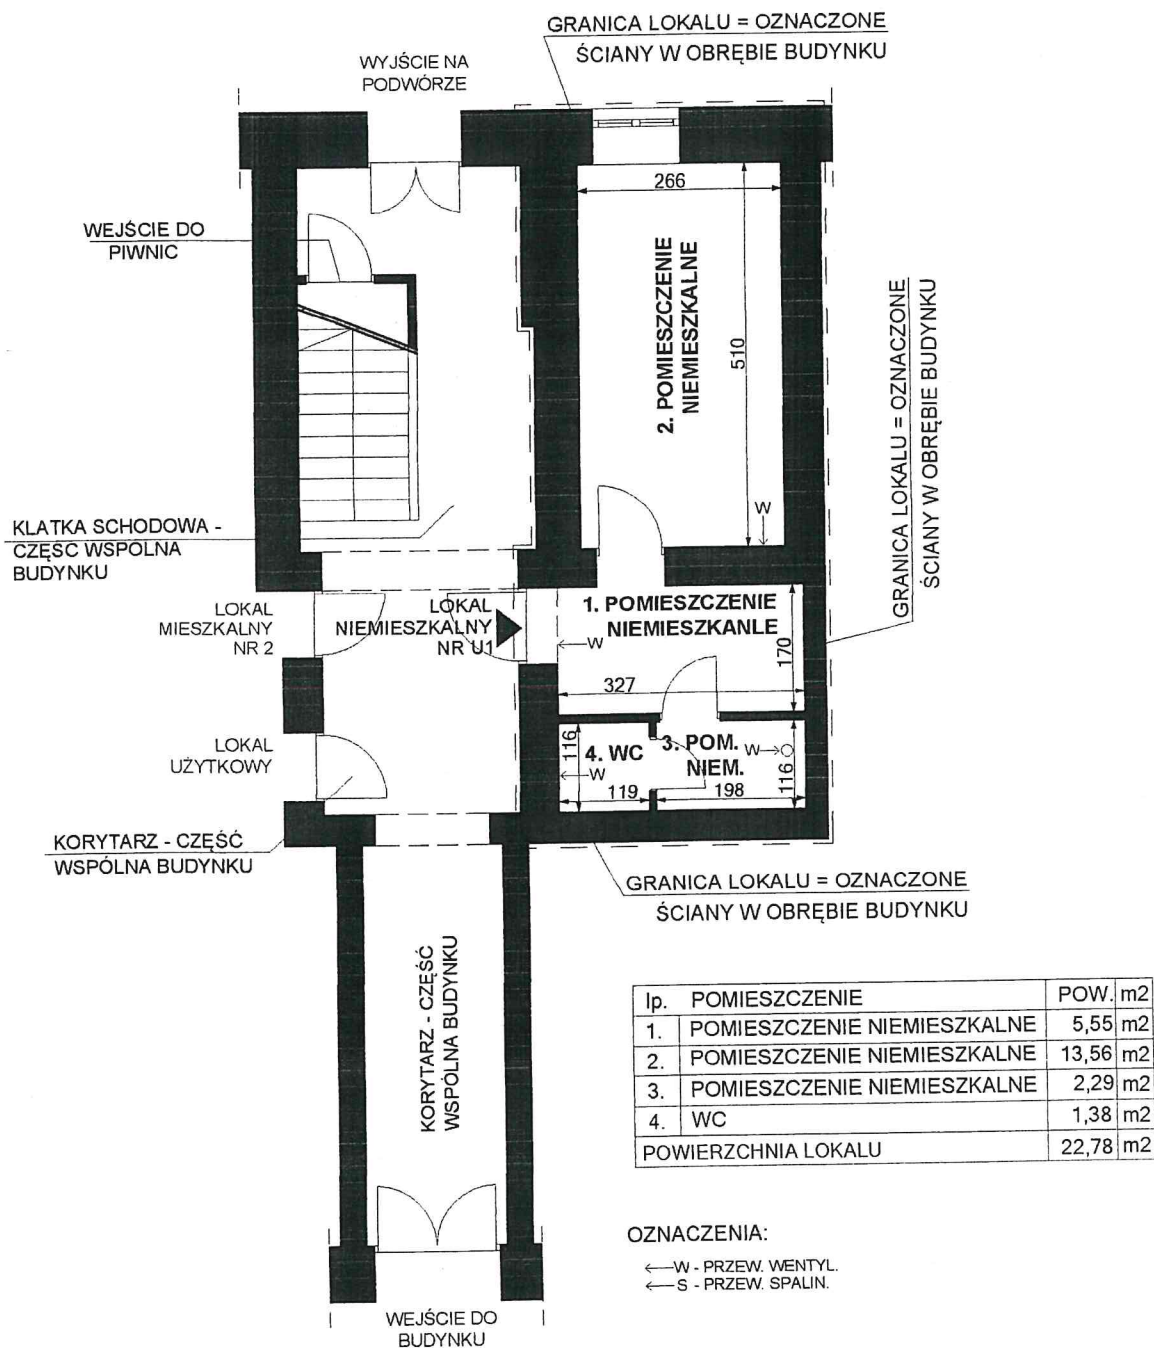 GRANICA LOKALU = OZNACZONE
ŚCIANY W OBRĘBIE BUDYNKU
WYJŚCIE NA
PODWÓRZE
WEJŚCIE DO
PIWNIC
266
2. POMIESZCZENIE
NIEMIESZKALNE
510
W
GRANICA LOKALU = OZNACZONE
ŚCIANY W OBRĘBIE BUDYNKU
KLATKA SCHODOWA -
CZĘŚC WSPÓLNA
BUDYNKU
LOKAL
MIESZKALNY
NR 2
LOKAL
NIEMIESZKALNY
NR U1
1. POMIESZCZENIE
NIEMIESZKANLE
W
170
327
LOKAL
UŻYTKOWY
116
4. WC
W
119
3. POM.
NIEM.
W
116
198
KORYTARZ - CZĘŚĆ
WSPÓLNA BUDYNKU
GRANICA LOKALU = OZNACZONE
ŚCIANY W OBRĘBIE BUDYNKU
KORYTARZ - CZĘŚĆ
WSPÓLNA BUDYNKU
lp. POMIESZCZENIE POW. m2
1. POMIESZCZENIE NIEMIESZKALNE 5,55 m2
2. POMIESZCZENIE NIEMIESZKALNE 13,56 m2
3. POMIESZCZENIE NIEMIESZKALNE 2,29 m2
4. WC 1,38 m2
POWIERZCHNIA LOKALU 22,78 m2
OZNACZENIA:
←W - PRZEW. WENTYL.
←S - PRZEW. SPALIN.
WEJŚCIE DO
BUDYNKU